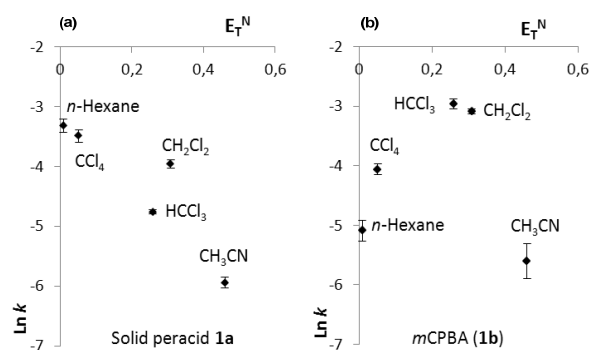 (a)
E_T^N
-2
0
0,2
0,4
0,6
-3
n-Hexane
CCl₄
CH₂Cl₂
-4
HCCl₃
-5
CH₃CN
-6
Ln k
Solid peracid 1a
-7
(b)
E_T^N
-2
0
0,2
0,4
0,6
-3
HCCl₃
CH₂Cl₂
CCl₄
-4
-5
n-Hexane
CH₃CN
-6
Ln k
mCPBA (1b)
-7